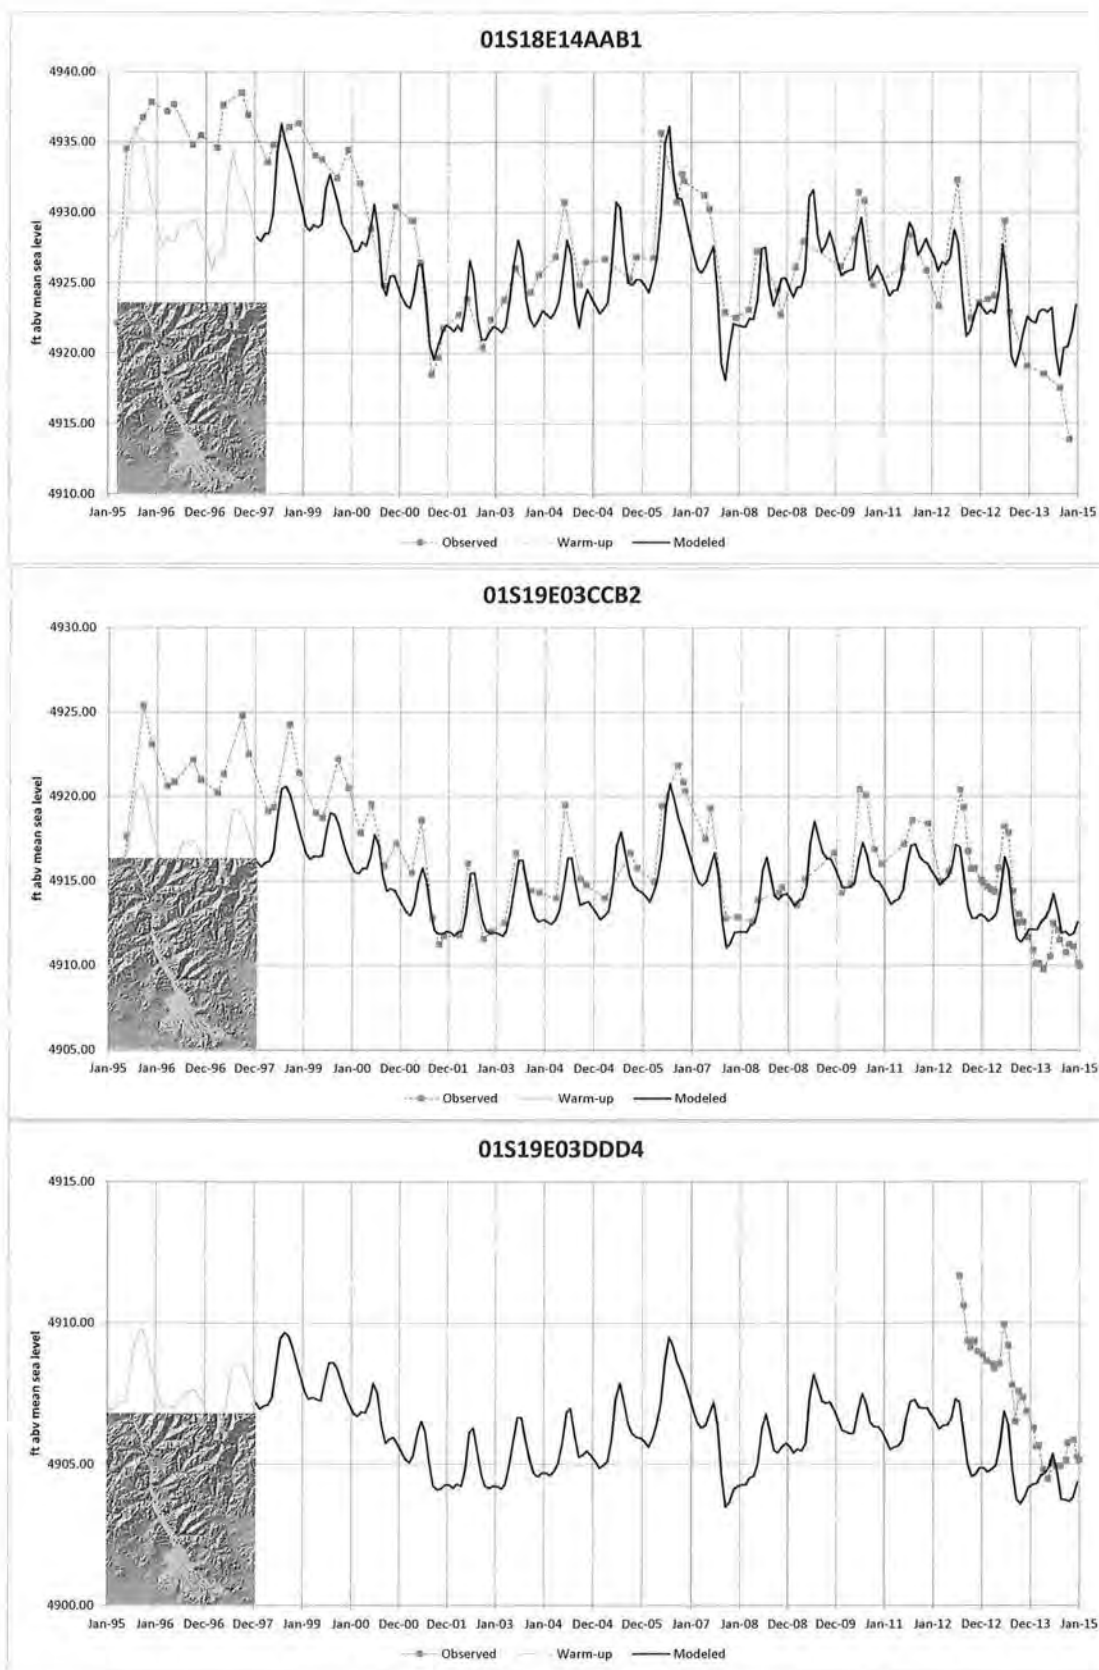 01S18E14AAB1
4940.00
4935.00
4930.00
4925.00
4920.00
4915.00
4910.00
ft abv mean sea level
Jan-95 Jan-96 Dec-96 Dec-97 Jan-99 Jan-00 Dec-00 Dec-01 Jan-03 Jan-04 Dec-04 Dec-05 Jan-07 Jan-08 Dec-08 Dec-09 Jan-11 Jan-12 Dec-12 Dec-13 Jan-15
Observed Warm-up Modeled
01S19E03CCB2
4930.00
4925.00
4920.00
4915.00
4910.00
4905.00
ft abv mean sea level
Jan-95 Jan-96 Dec-96 Dec-97 Jan-99 Jan-00 Dec-00 Dec-01 Jan-03 Jan-04 Dec-04 Dec-05 Jan-07 Jan-08 Dec-08 Dec-09 Jan-11 Jan-12 Dec-12 Dec-13 Jan-15
Observed Warm-up Modeled
01S19E03DDD4
4915.00
4910.00
4905.00
4900.00
ft abv mean sea level
Jan-95 Jan-96 Dec-96 Dec-97 Jan-99 Jan-00 Dec-00 Dec-01 Jan-03 Jan-04 Dec-04 Dec-05 Jan-07 Jan-08 Dec-08 Dec-09 Jan-11 Jan-12 Dec-12 Dec-13 Jan-15
Observed Warm-up Modeled